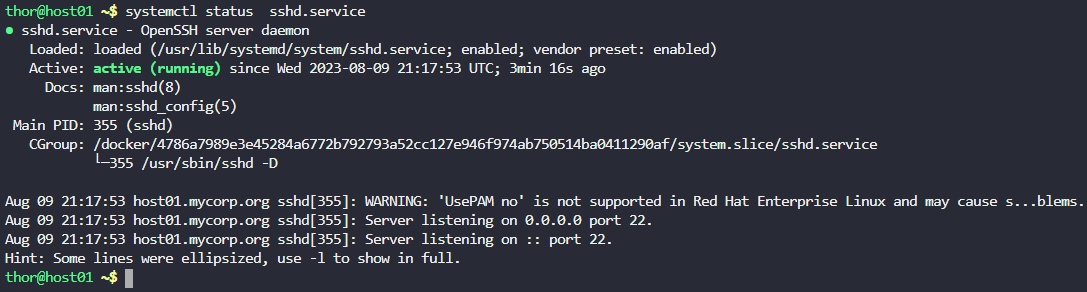 thor@host01 ~$ systemctl status  sshd.service
● sshd.service - OpenSSH server daemon
   Loaded: loaded (/usr/lib/systemd/system/sshd.service; enabled; vendor preset: enabled)
   Active: active (running) since Wed 2023-08-09 21:17:53 UTC; 3min 16s ago
     Docs: man:sshd(8)
           man:sshd_config(5)
 Main PID: 355 (sshd)
   CGroup: /docker/4786a7989e3e45284a6772b792793a52cc127e946f974ab750514ba0411290af/system.slice/sshd.service
           └─355 /usr/sbin/sshd -D

Aug 09 21:17:53 host01.mycorp.org sshd[355]: WARNING: 'UsePAM no' is not supported in Red Hat Enterprise Linux and may cause s...blems.
Aug 09 21:17:53 host01.mycorp.org sshd[355]: Server listening on 0.0.0.0 port 22.
Aug 09 21:17:53 host01.mycorp.org sshd[355]: Server listening on :: port 22.
Hint: Some lines were ellipsized, use -l to show in full.
thor@host01 ~$